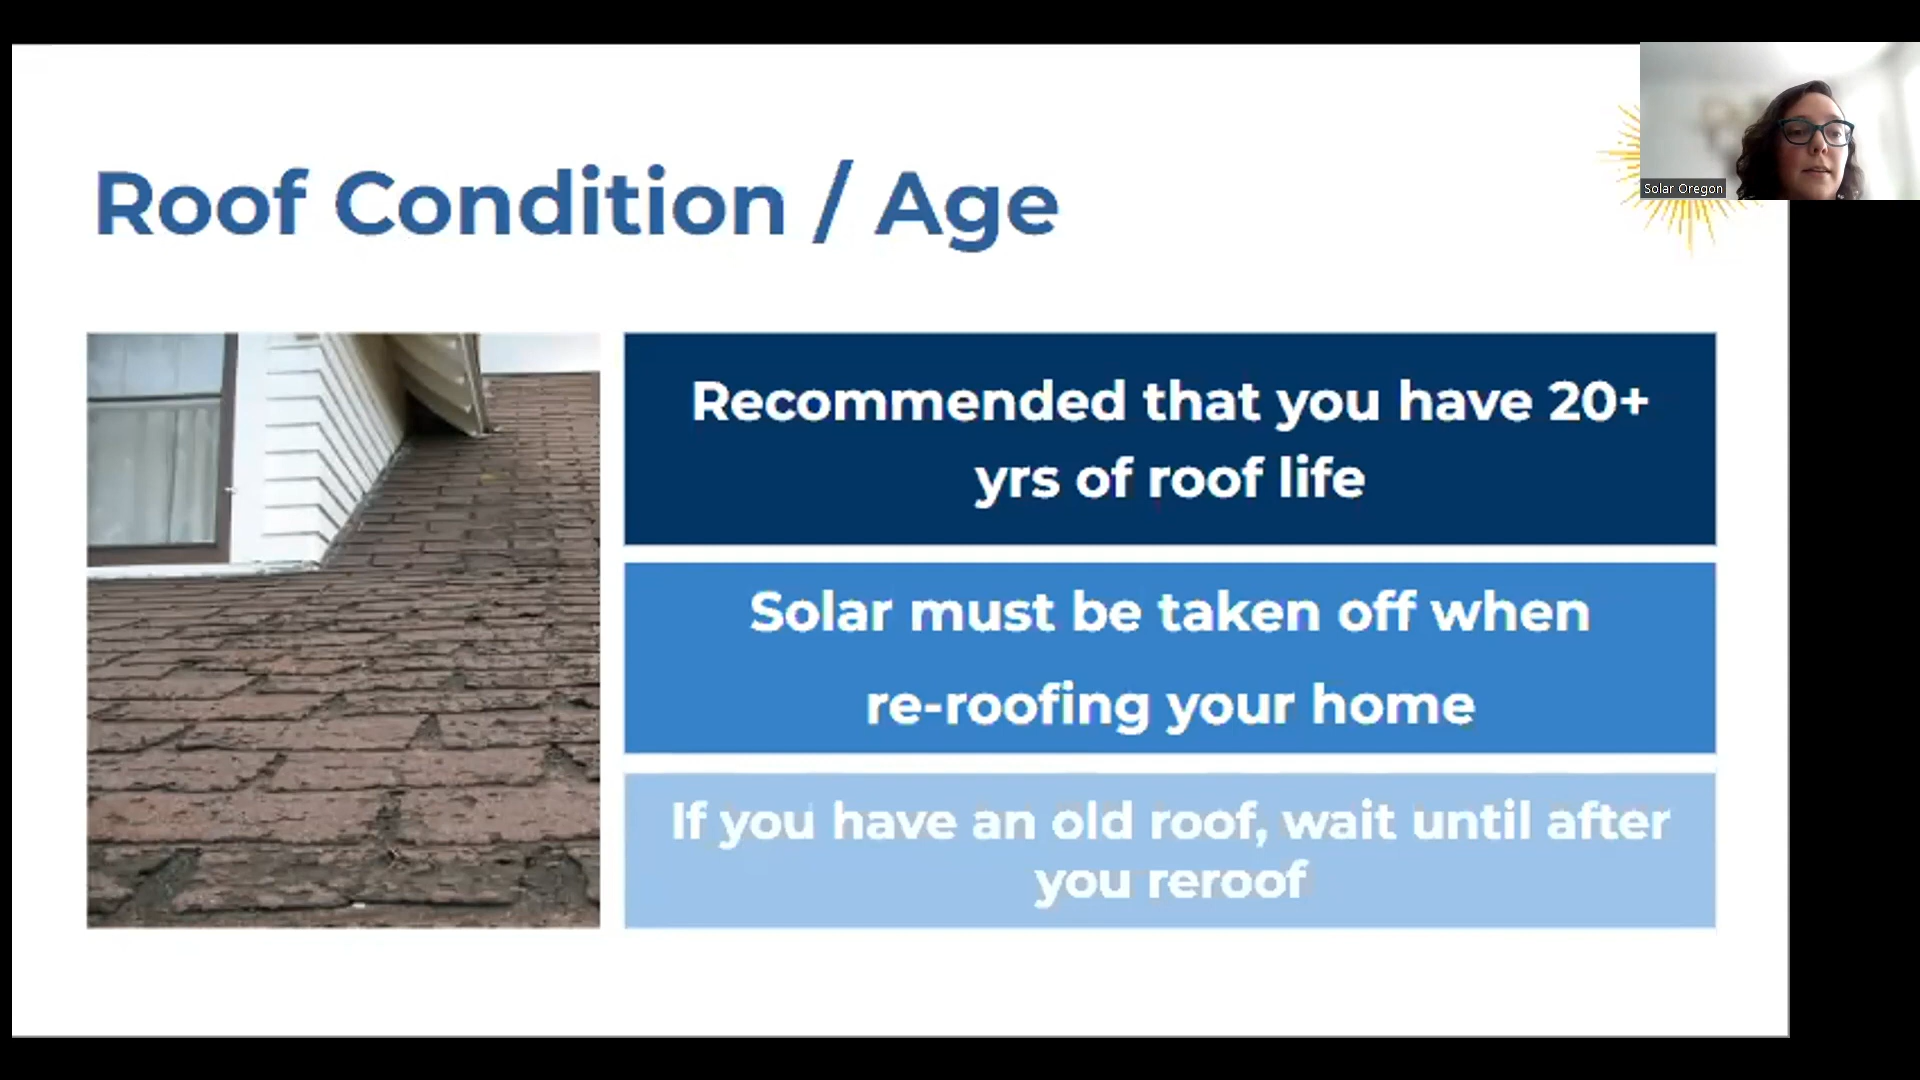 Roof Condition / Age
Solar Oregon
Recommended that you have 20+
yrs of roof life
Solar must be taken off when
re-roofing your home
If you have an old roof, wait until after
you reroof